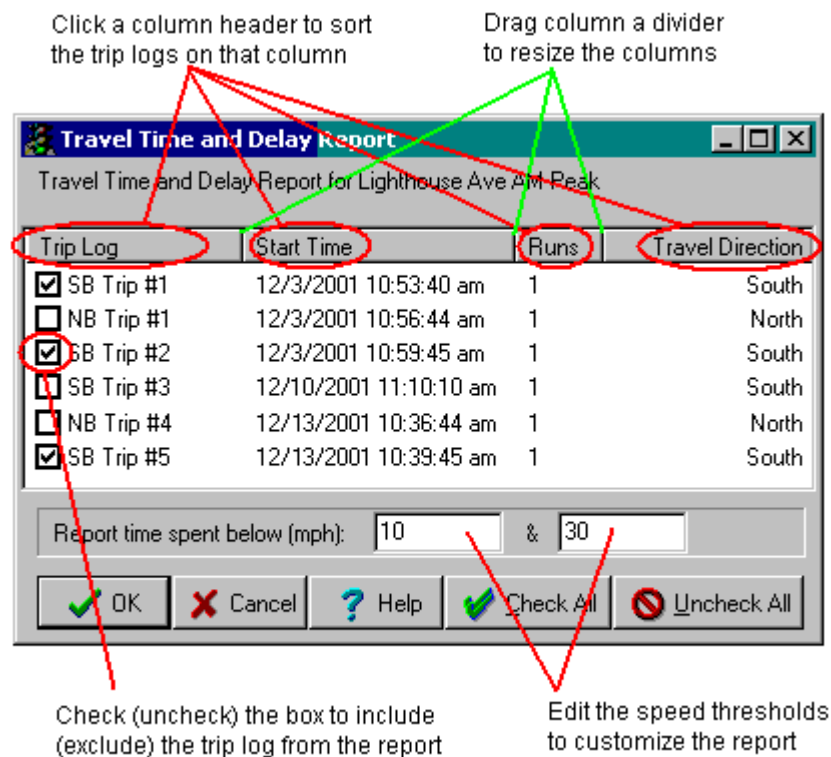 Click a column header to sort
the trip logs on that column
Drag column a divider
to resize the columns
Travel Time and Delay Report
Travel Time and Delay Report for Lighthouse Ave AM Peak
Trip Log Start Time Runs Travel Direction
SB Trip #1 12/3/2001 10:53:40 am 1 South
NB Trip #1 12/3/2001 10:56:44 am 1 North
SB Trip #2 12/3/2001 10:59:45 am 1 South
SB Trip #3 12/10/2001 11:10:10 am 1 South
NB Trip #4 12/13/2001 10:36:44 am 1 North
SB Trip #5 12/13/2001 10:39:45 am 1 South
Report time spent below (mph): 10 & 30
OK Cancel ? Help Check All Uncheck All
Check (uncheck) the box to include
(exclude) the trip log from the report
Edit the speed thresholds
to customize the report